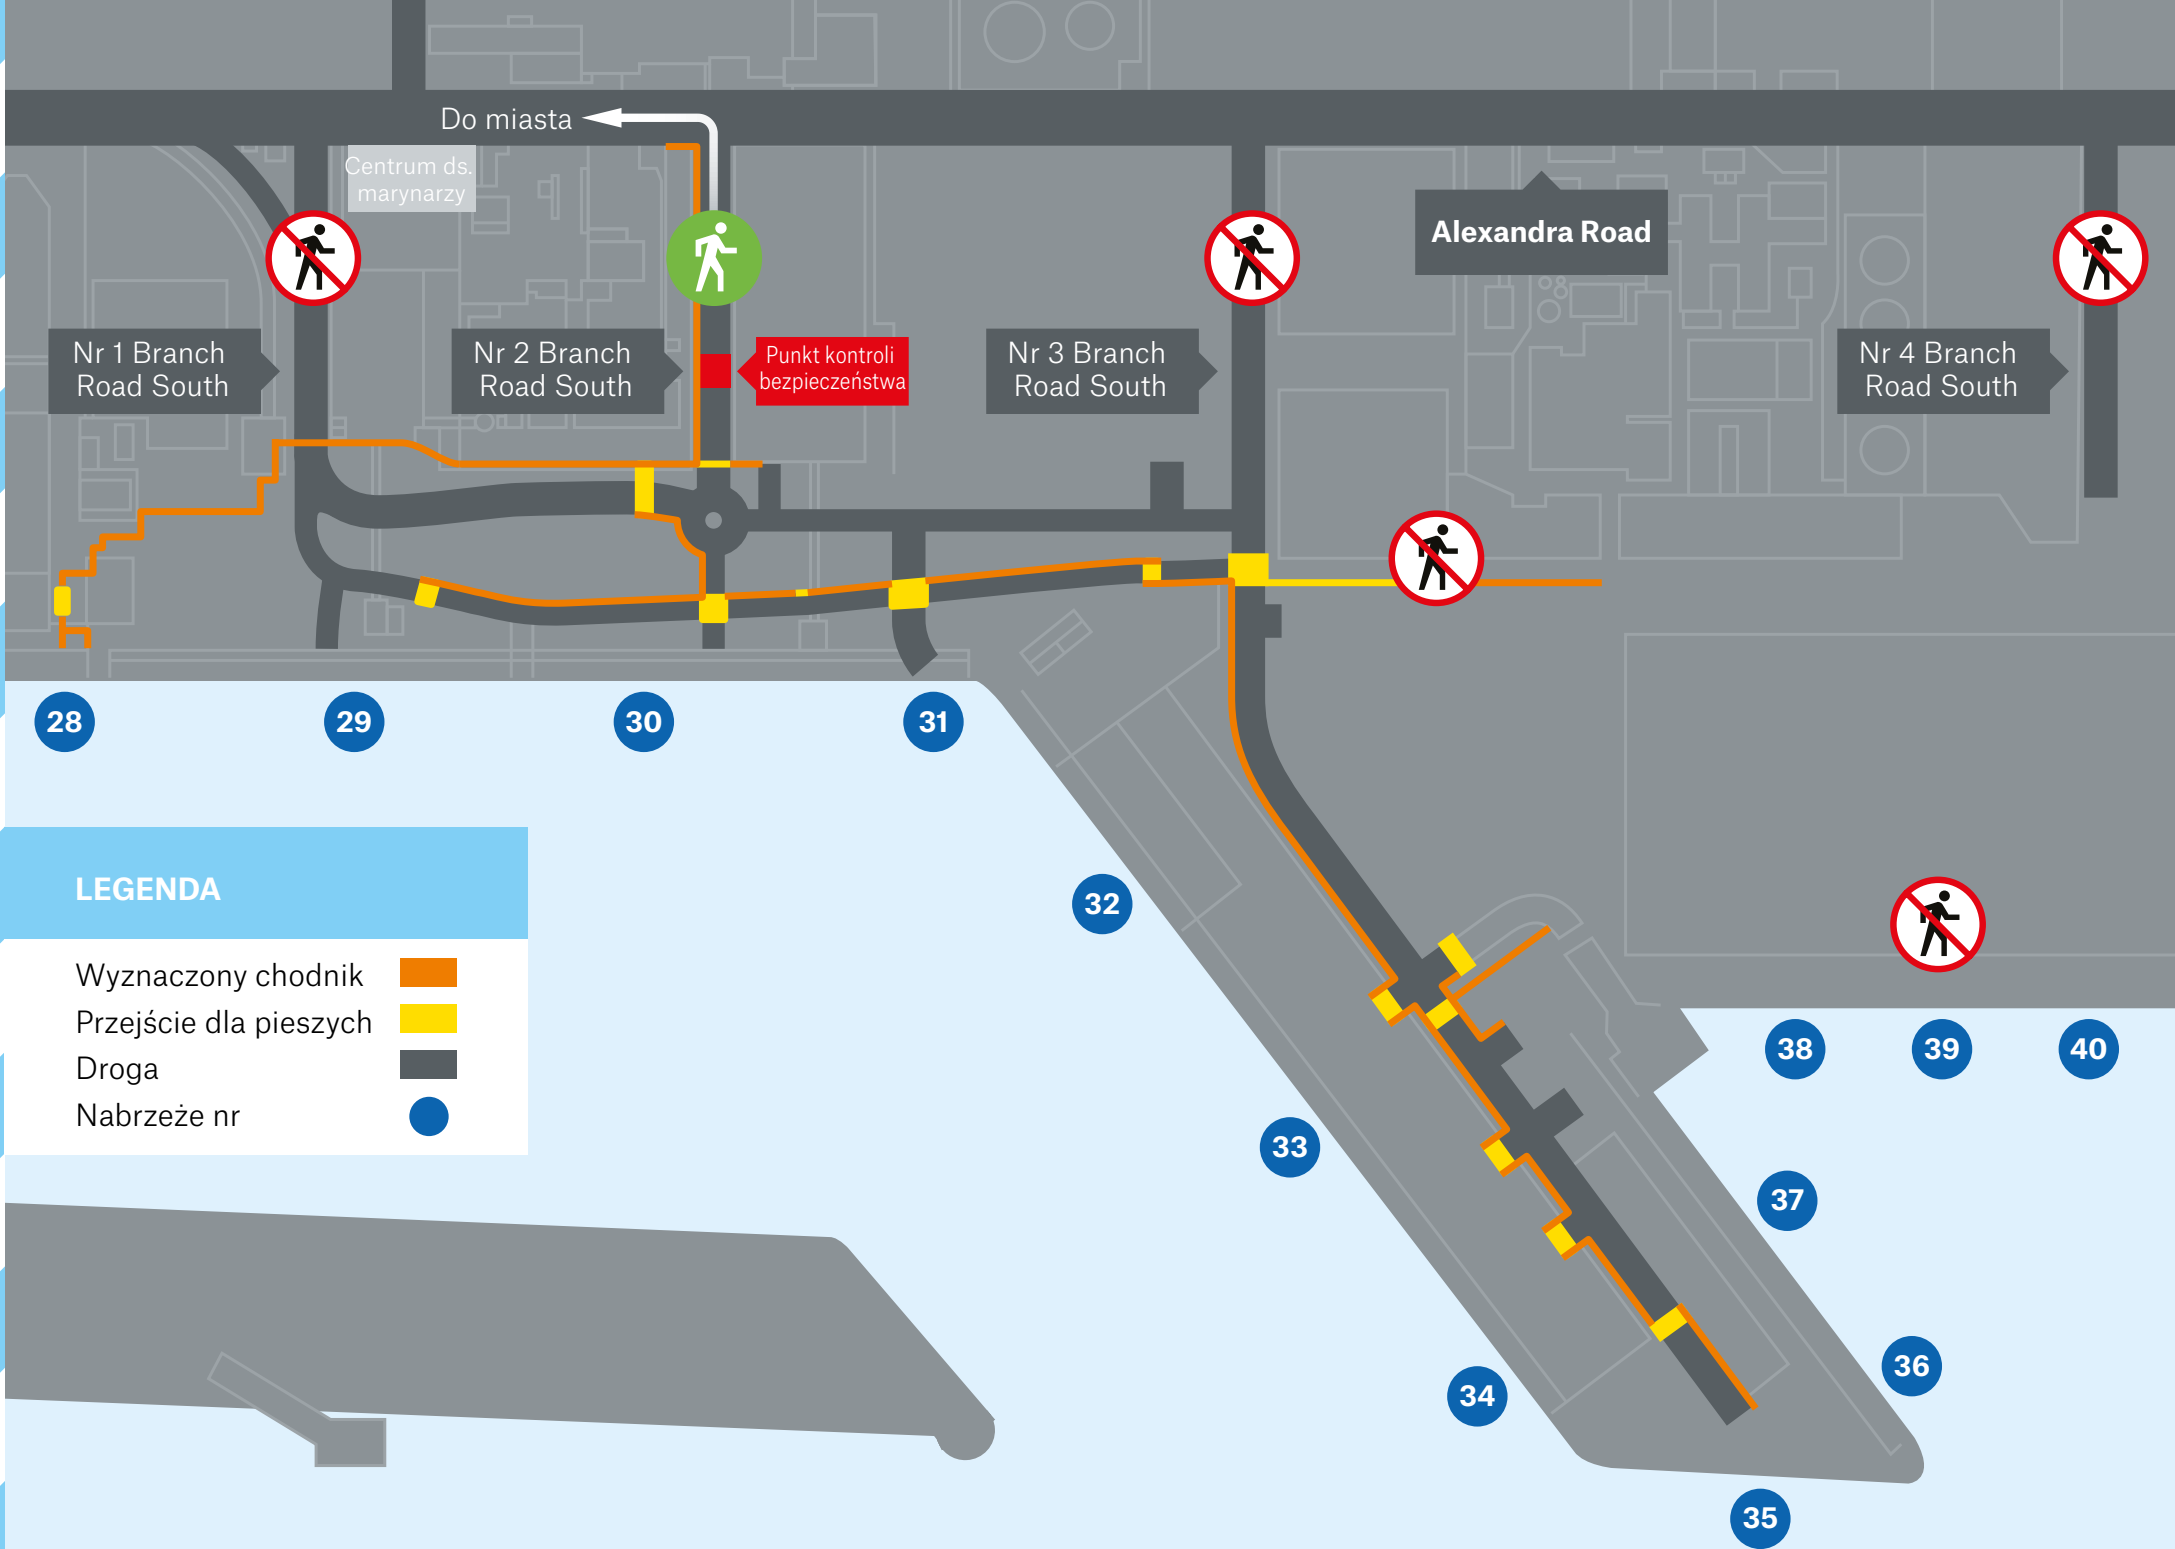 Do miasta
Centrum ds.
marynarzy
Alexandra Road
Nr 1 Branch
Road South
Nr 2 Branch
Road South
Punkt kontroli
bezpieczeństwa
Nr 3 Branch
Road South
Nr 4 Branch
Road South
28
29
30
31
32
33
34
35
36
37
38
39
40
LEGENDA
Wyznaczony chodnik
Przejście dla pieszych
Droga
Nabrzeże nr